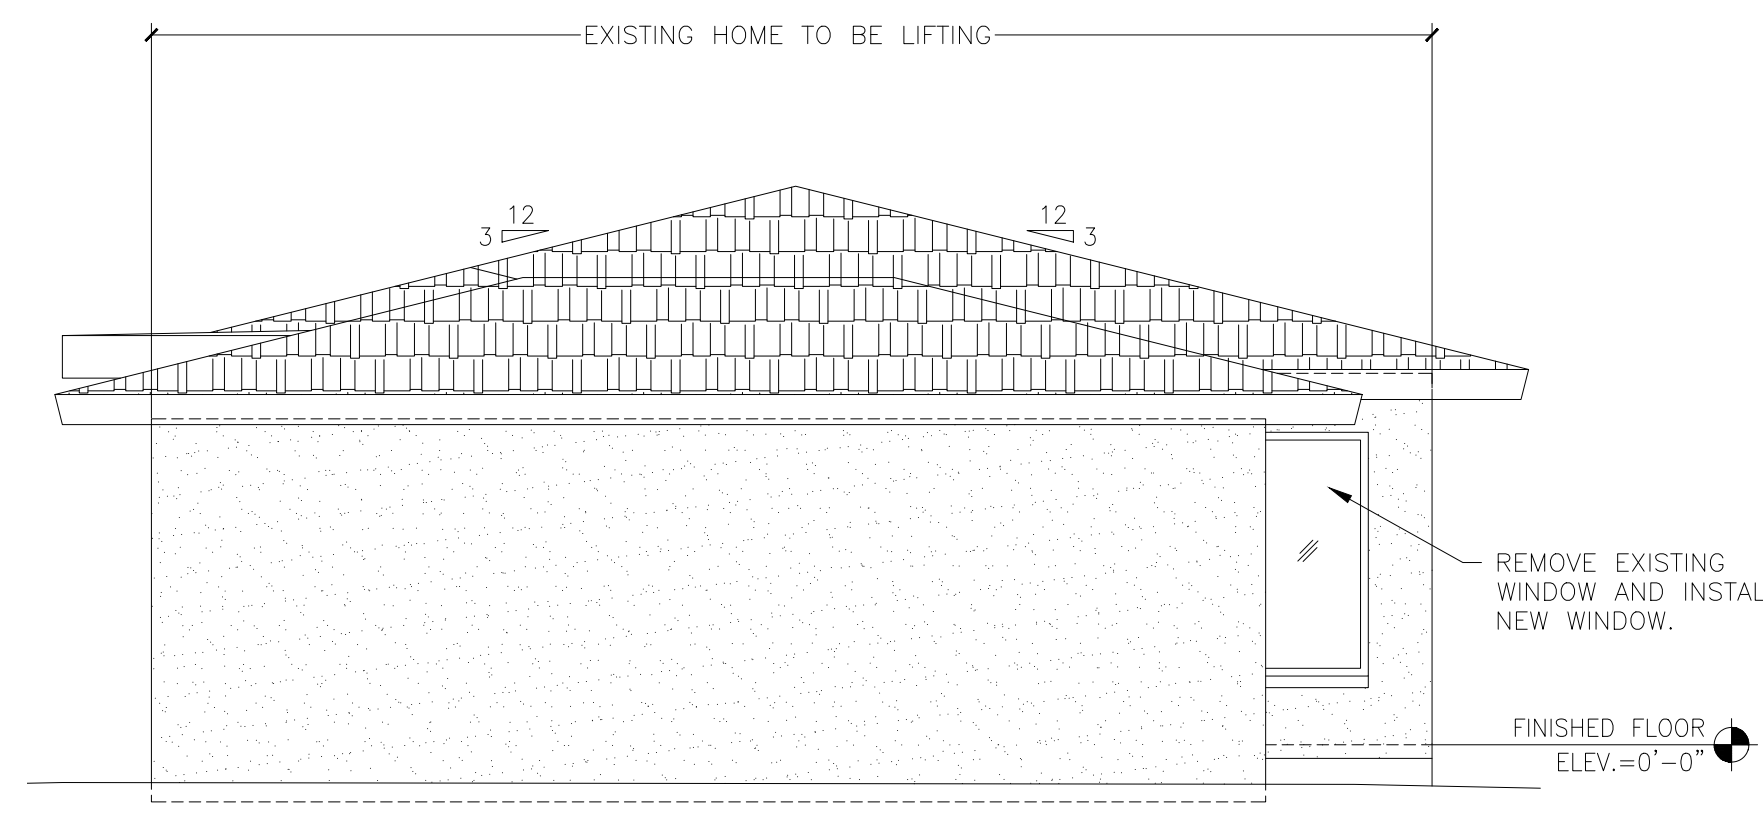 EXISTING HOME TO BE LIFTING
12
3
12
3
REMOVE EXISTING
WINDOW AND INSTAL
NEW WINDOW.
FINISHED FLOOR
ELEV.=0'-0"